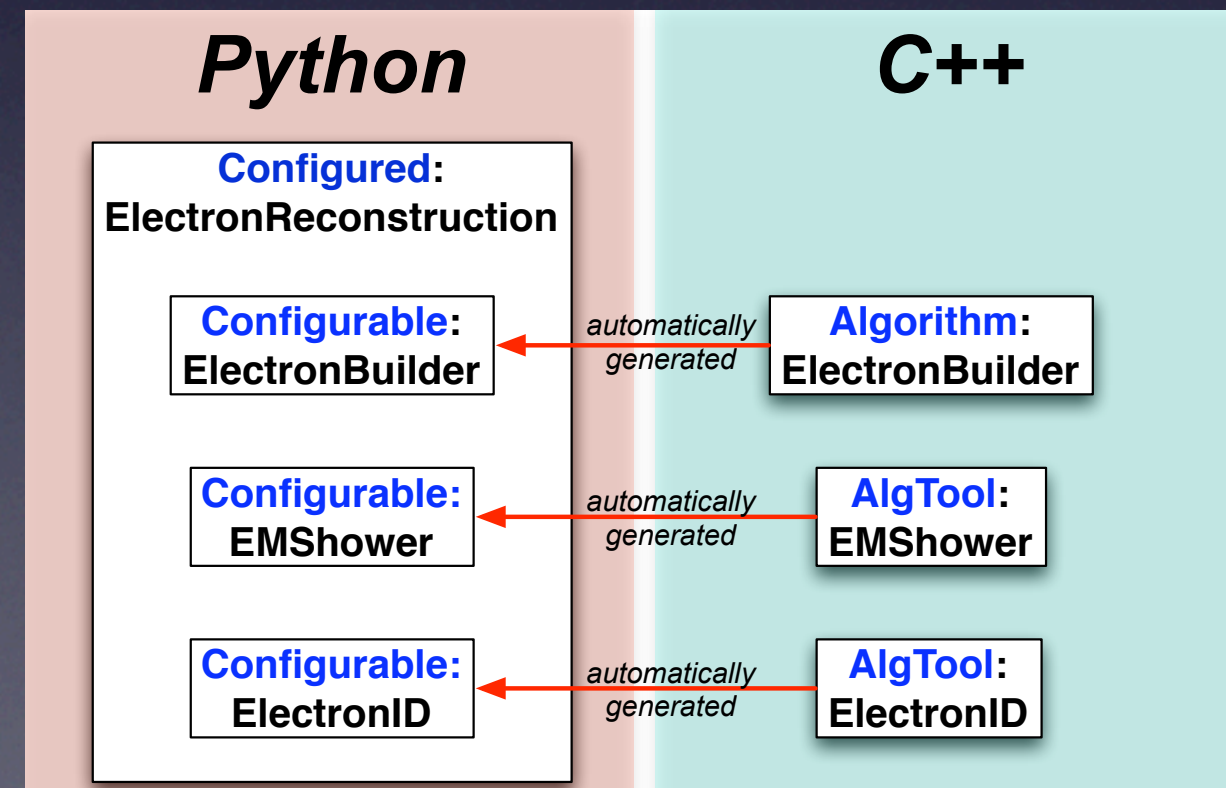 Python
C++
Configured:
ElectronReconstruction
Configurable:
ElectronBuilder
automatically
generated
Algorithm:
ElectronBuilder
Configurable:
EMShower
automatically
generated
AlgTool:
EMShower
Configurable:
ElectronID
automatically
generated
AlgTool:
ElectronID